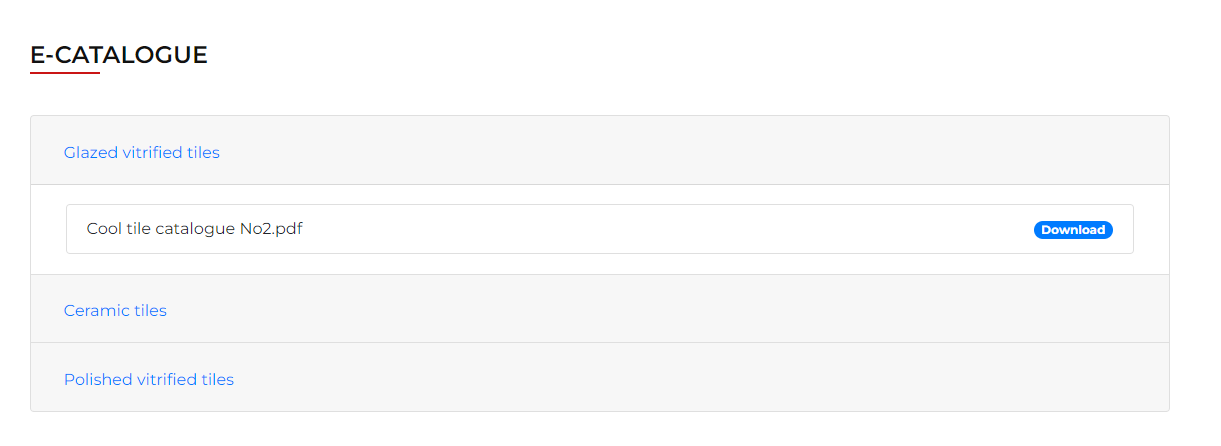 E-CATALOGUE
Glazed vitrified tiles
Cool tile catalogue No2.pdf Download
Ceramic tiles
Polished vitrified tiles